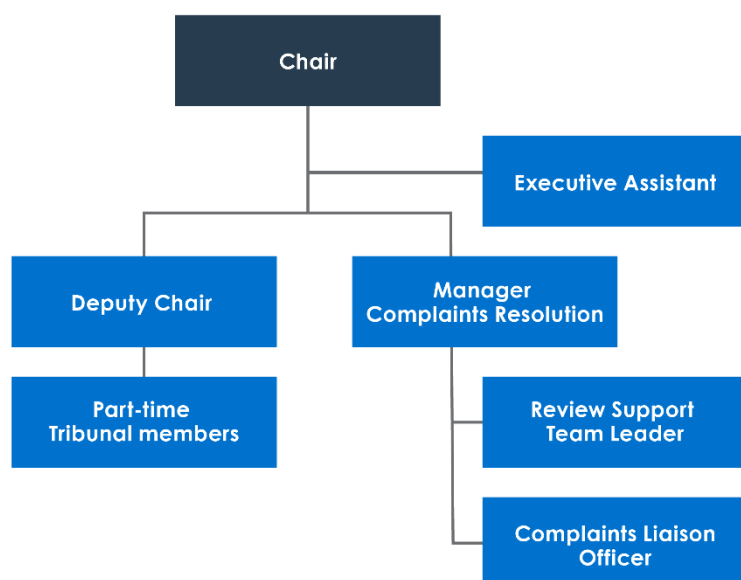 Chair
Executive Assistant
Deputy Chair
Manager
Complaints Resolution
Part-time
Tribunal members
Review Support
Team Leader
Complaints Liaison
Officer